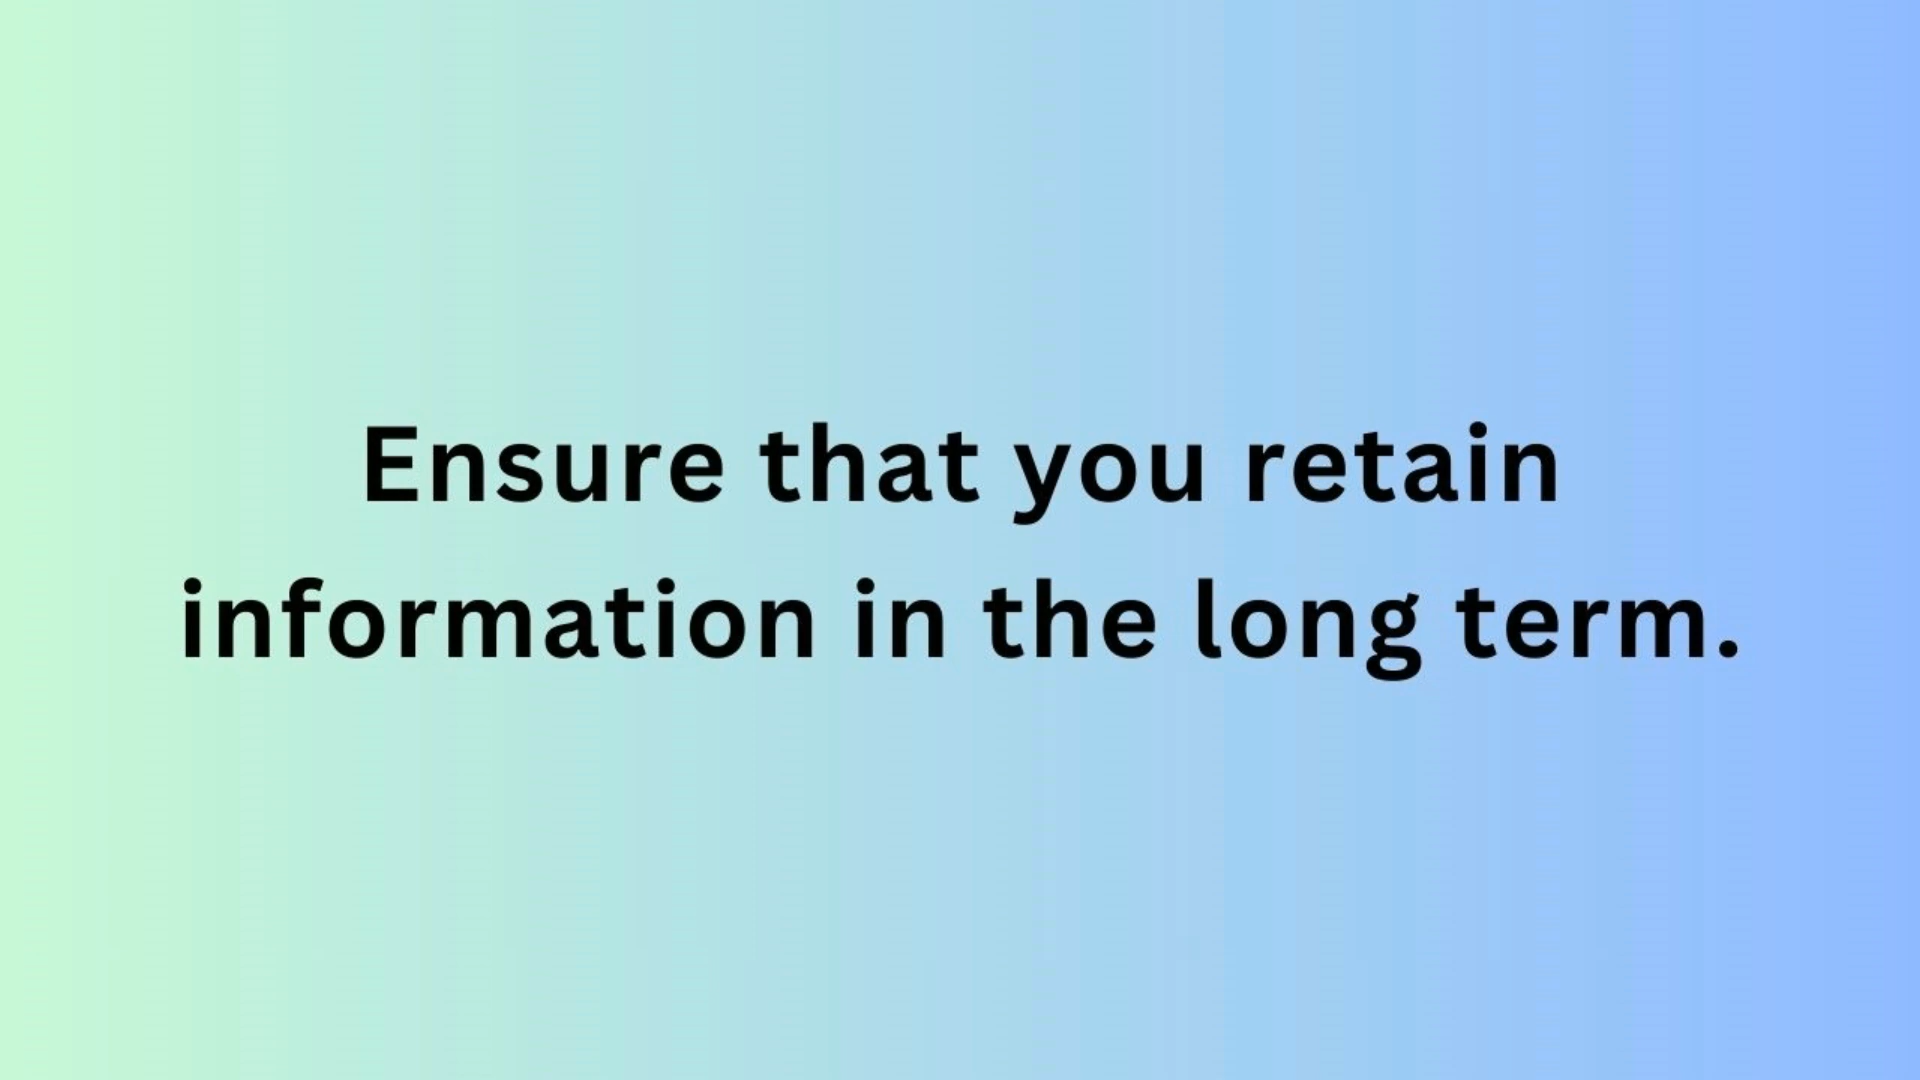 Ensure that you retain
information in the long term.